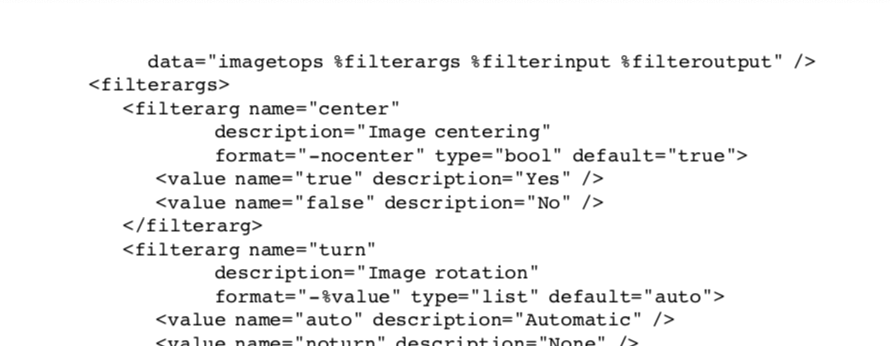 data="imagetops %filterargs %filterinput %filteroutput" />
<filterargs>
<filterarg name="center"
description="Image centering"
format="-nocenter" type="bool" default="true">
<value name="true" description="Yes" />
<value name="false" description="No" />
</filterarg>
<filterarg name="turn"
description="Image rotation"
format="-%value" type="list" default="auto">
<value name="auto" description="Automatic" />
<value name="noturn" description="None" />